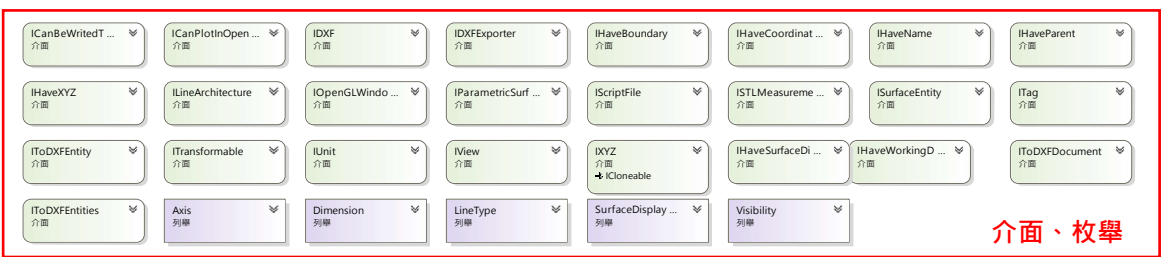 ICanBeWritedT ...
介面
ICanPlotInOpen ...
介面
IDXF
介面
IDXFExporter
介面
IHaveBoundary
介面
IHaveCoordinat ...
介面
IHaveName
介面
IHaveParent
介面
IHaveXYZ
介面
ILineArchitecture
介面
IOpenGLWindo ...
介面
IParametricSurf ...
介面
IScriptFile
介面
ISTLMeasureme ...
介面
ISurfaceEntity
介面
ITag
介面
IToDXFEntity
介面
ITransformable
介面
IUnit
介面
IView
介面
IXYZ
介面
ICloneable
IHaveSurfaceDi ...
介面
IHaveWorkingD ...
介面
IToDXFDocument
介面
IToDXFEntities
介面
Axis
列舉
Dimension
列舉
LineType
列舉
SurfaceDisplay ...
列舉
Visibility
列舉
介面、枚舉